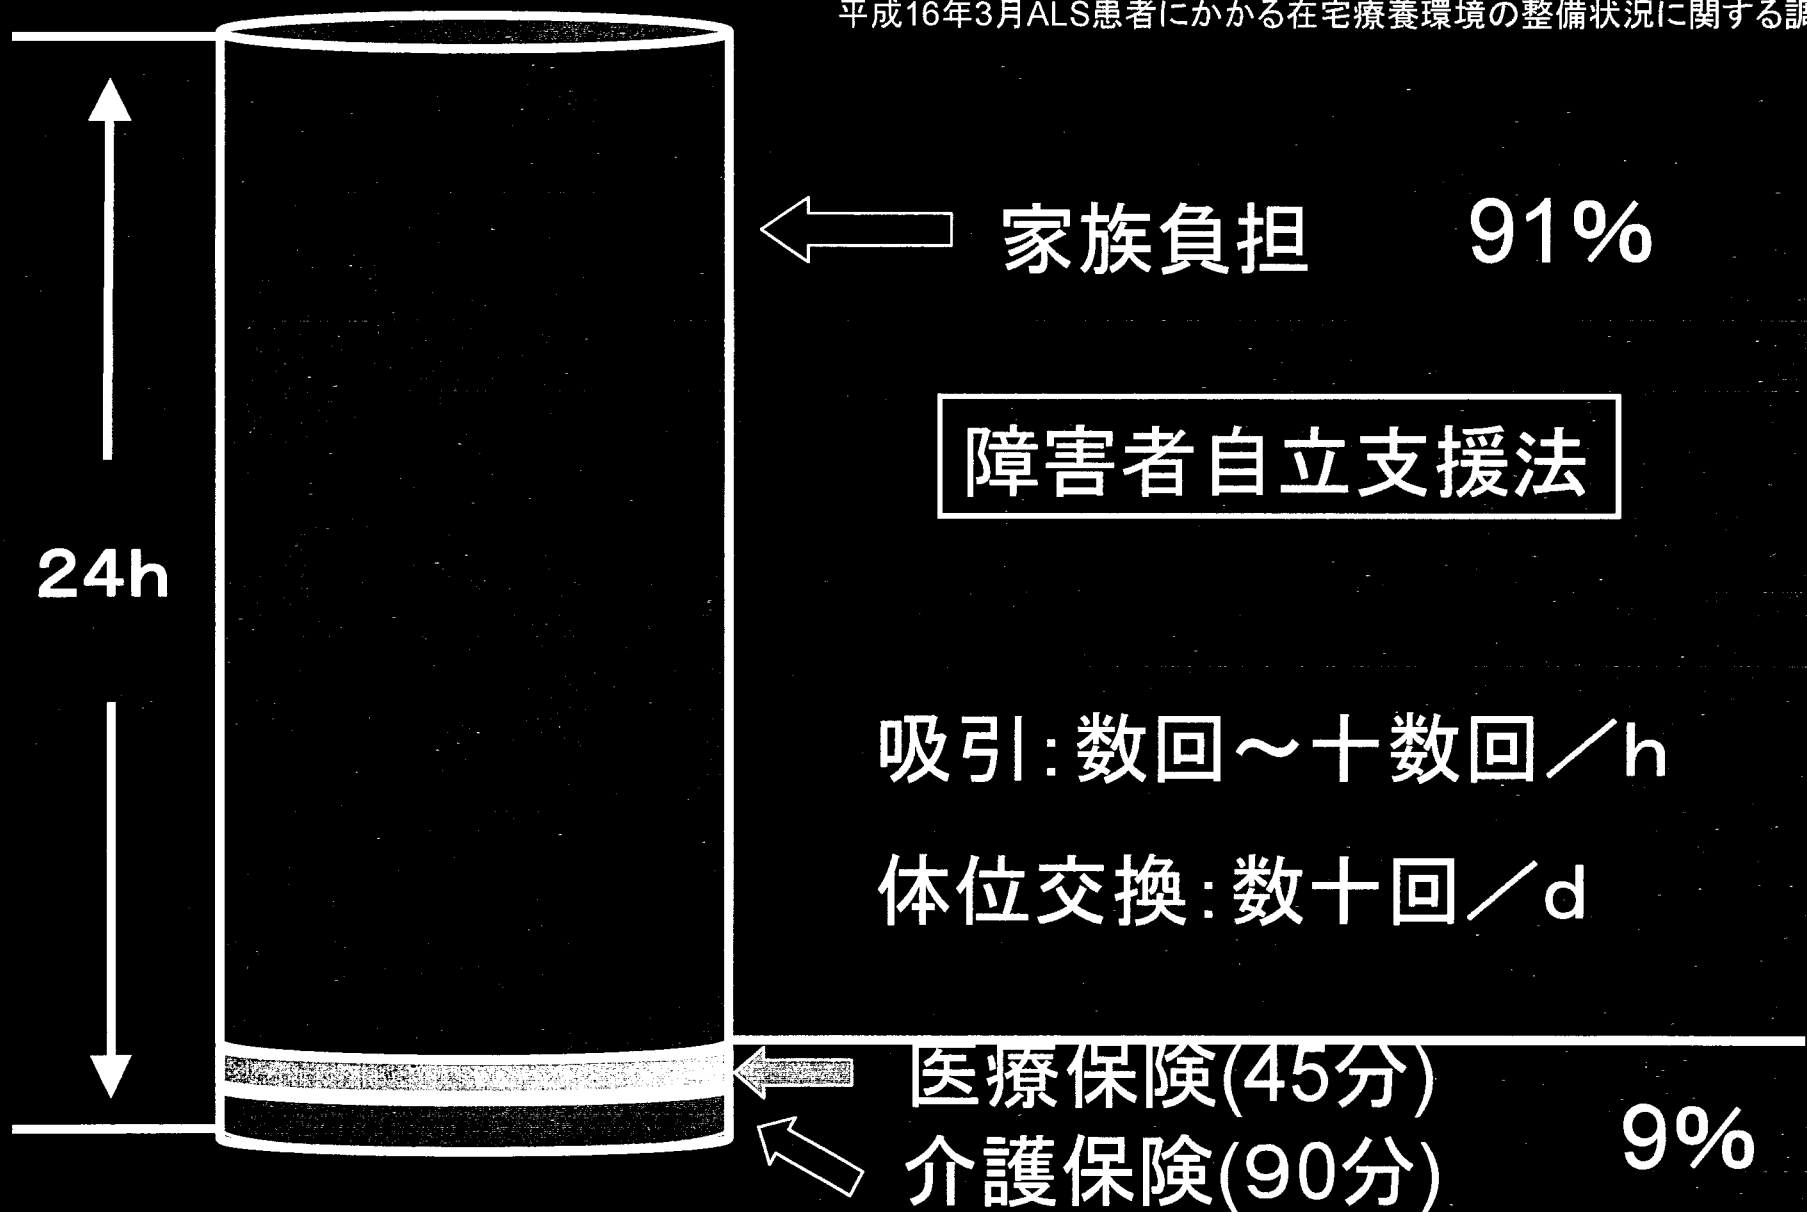 平成16年3月ALS患者にかかる在宅療養環境の整備状況に関する調
家族負担 91%
障害者自立支援法
24h
吸引:数回～十数回／h
体位交換:数十回／d
医療保険(45分)
介護保険(90分)
9%